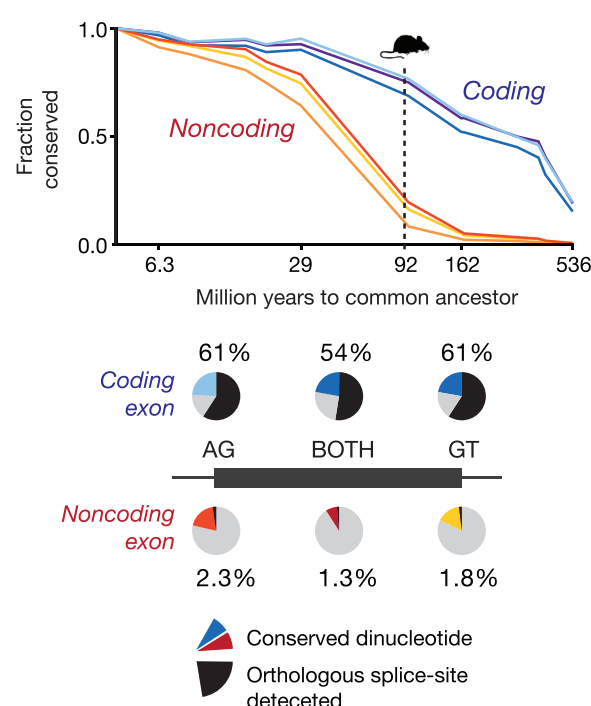 1.0
0.5
0.0
Fraction
conserved
Noncoding
Coding
6.3 29 92 162 536
Million years to common ancestor
61% 54% 61%
Coding
exon
AG BOTH GT
Noncoding
exon
2.3% 1.3% 1.8%
Conserved dinucleotide
Orthologous splice-site
deteceted